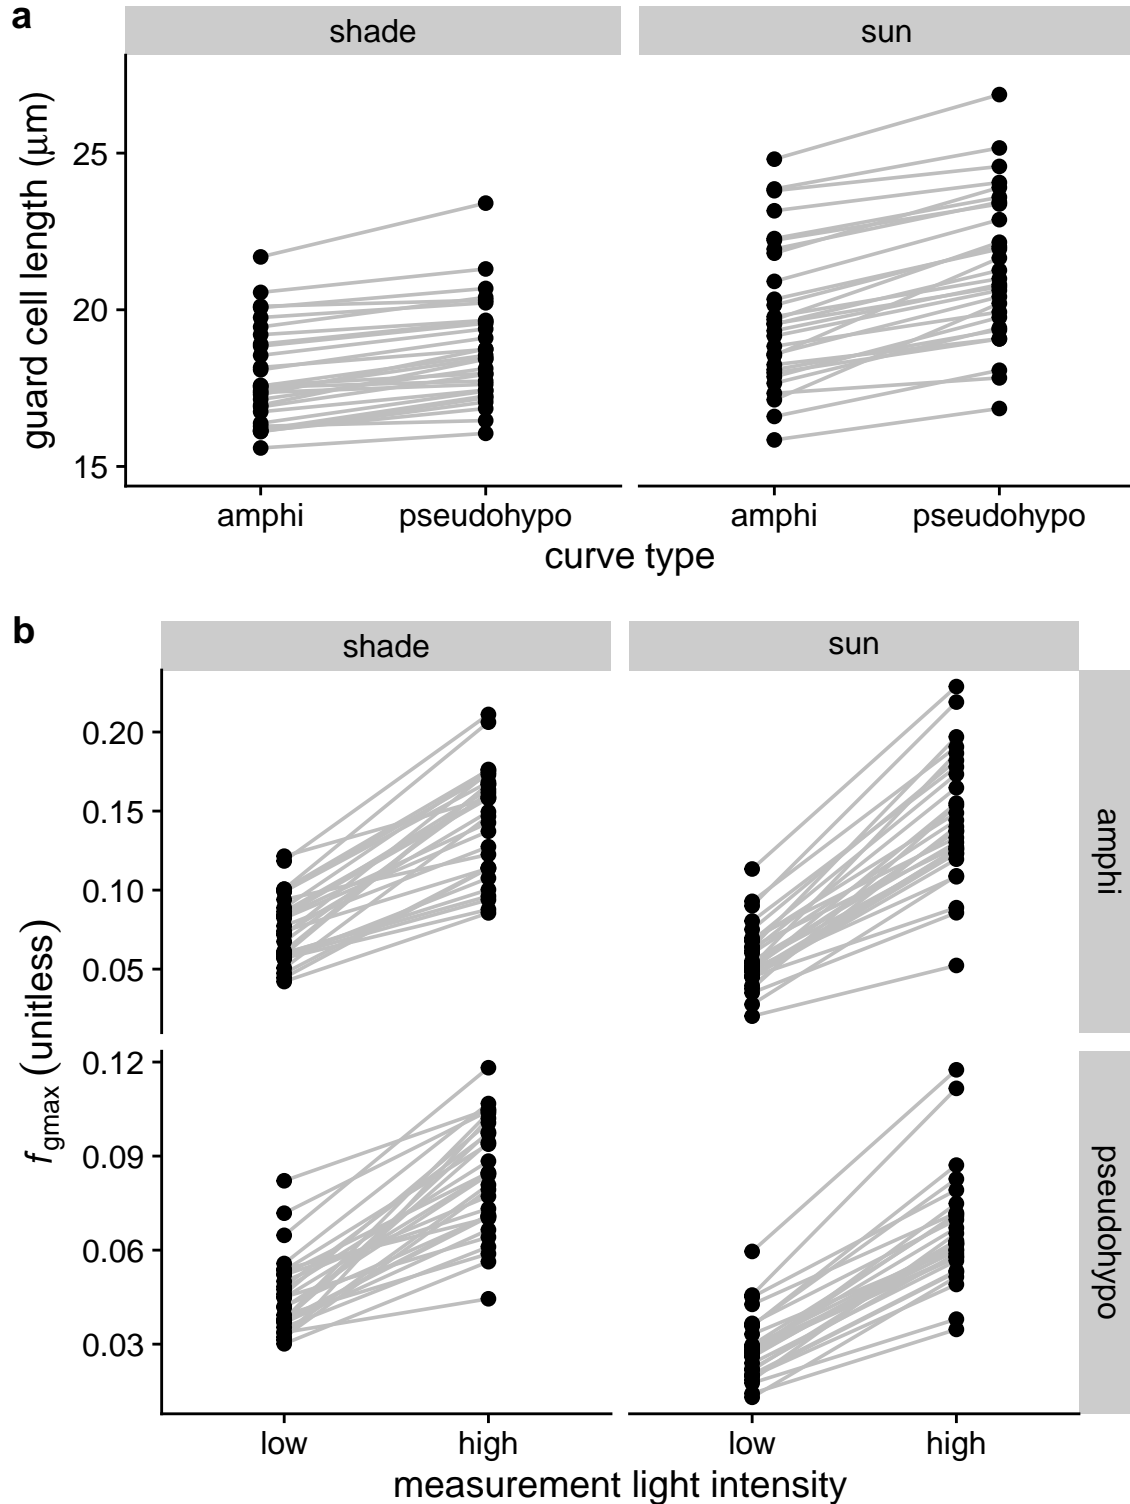 a
shade sun
guard cell length (μm)
25
20
15
amphi pseudohypo amphi pseudohypo
curve type
b
shade sun
f gmax (unitless)
0.20
0.15
0.10
0.05
amphi
0.12
0.09
0.06
0.03
pseudohypo
low high low high
measurement light intensity